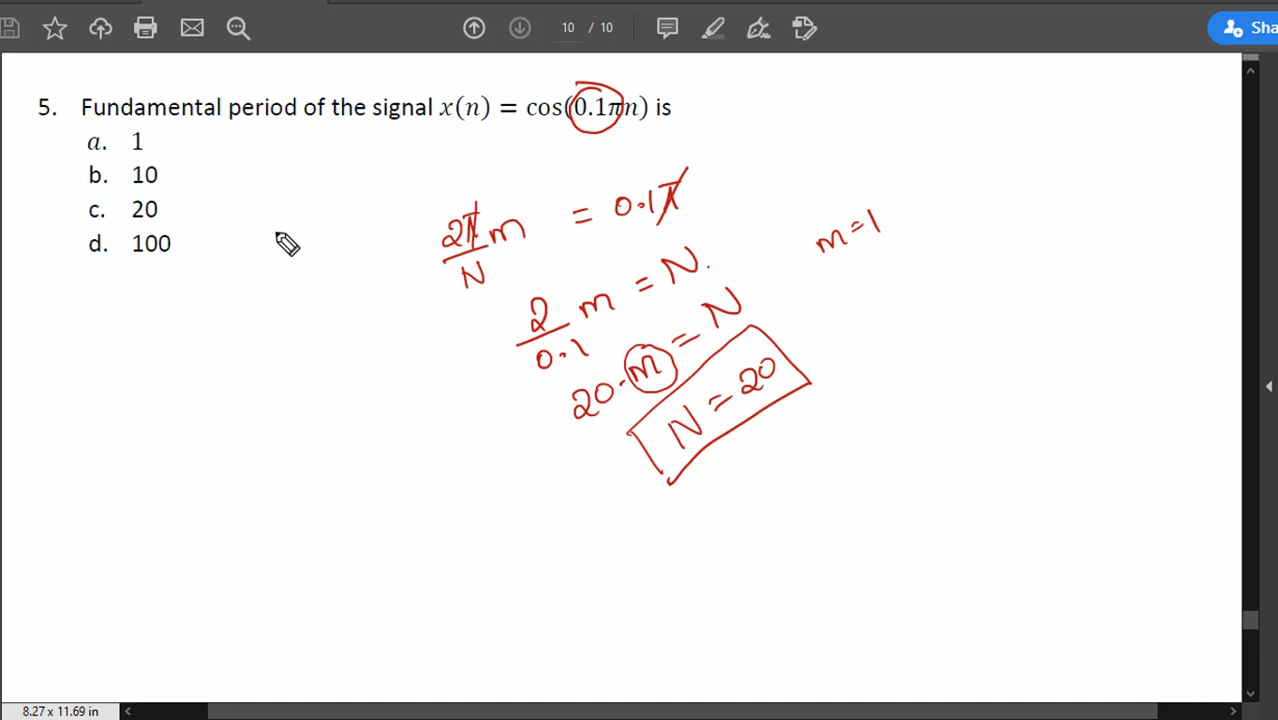 10 / 10
Sha
5. Fundamental period of the signal x(n) = cos(0.1πn) is
a. 1
b. 10
c. 20
d. 100
2π/N m = 0.1π
m=1
2/0.1 m = N.
20·m = N
N = 20
8.27 x 11.69 in